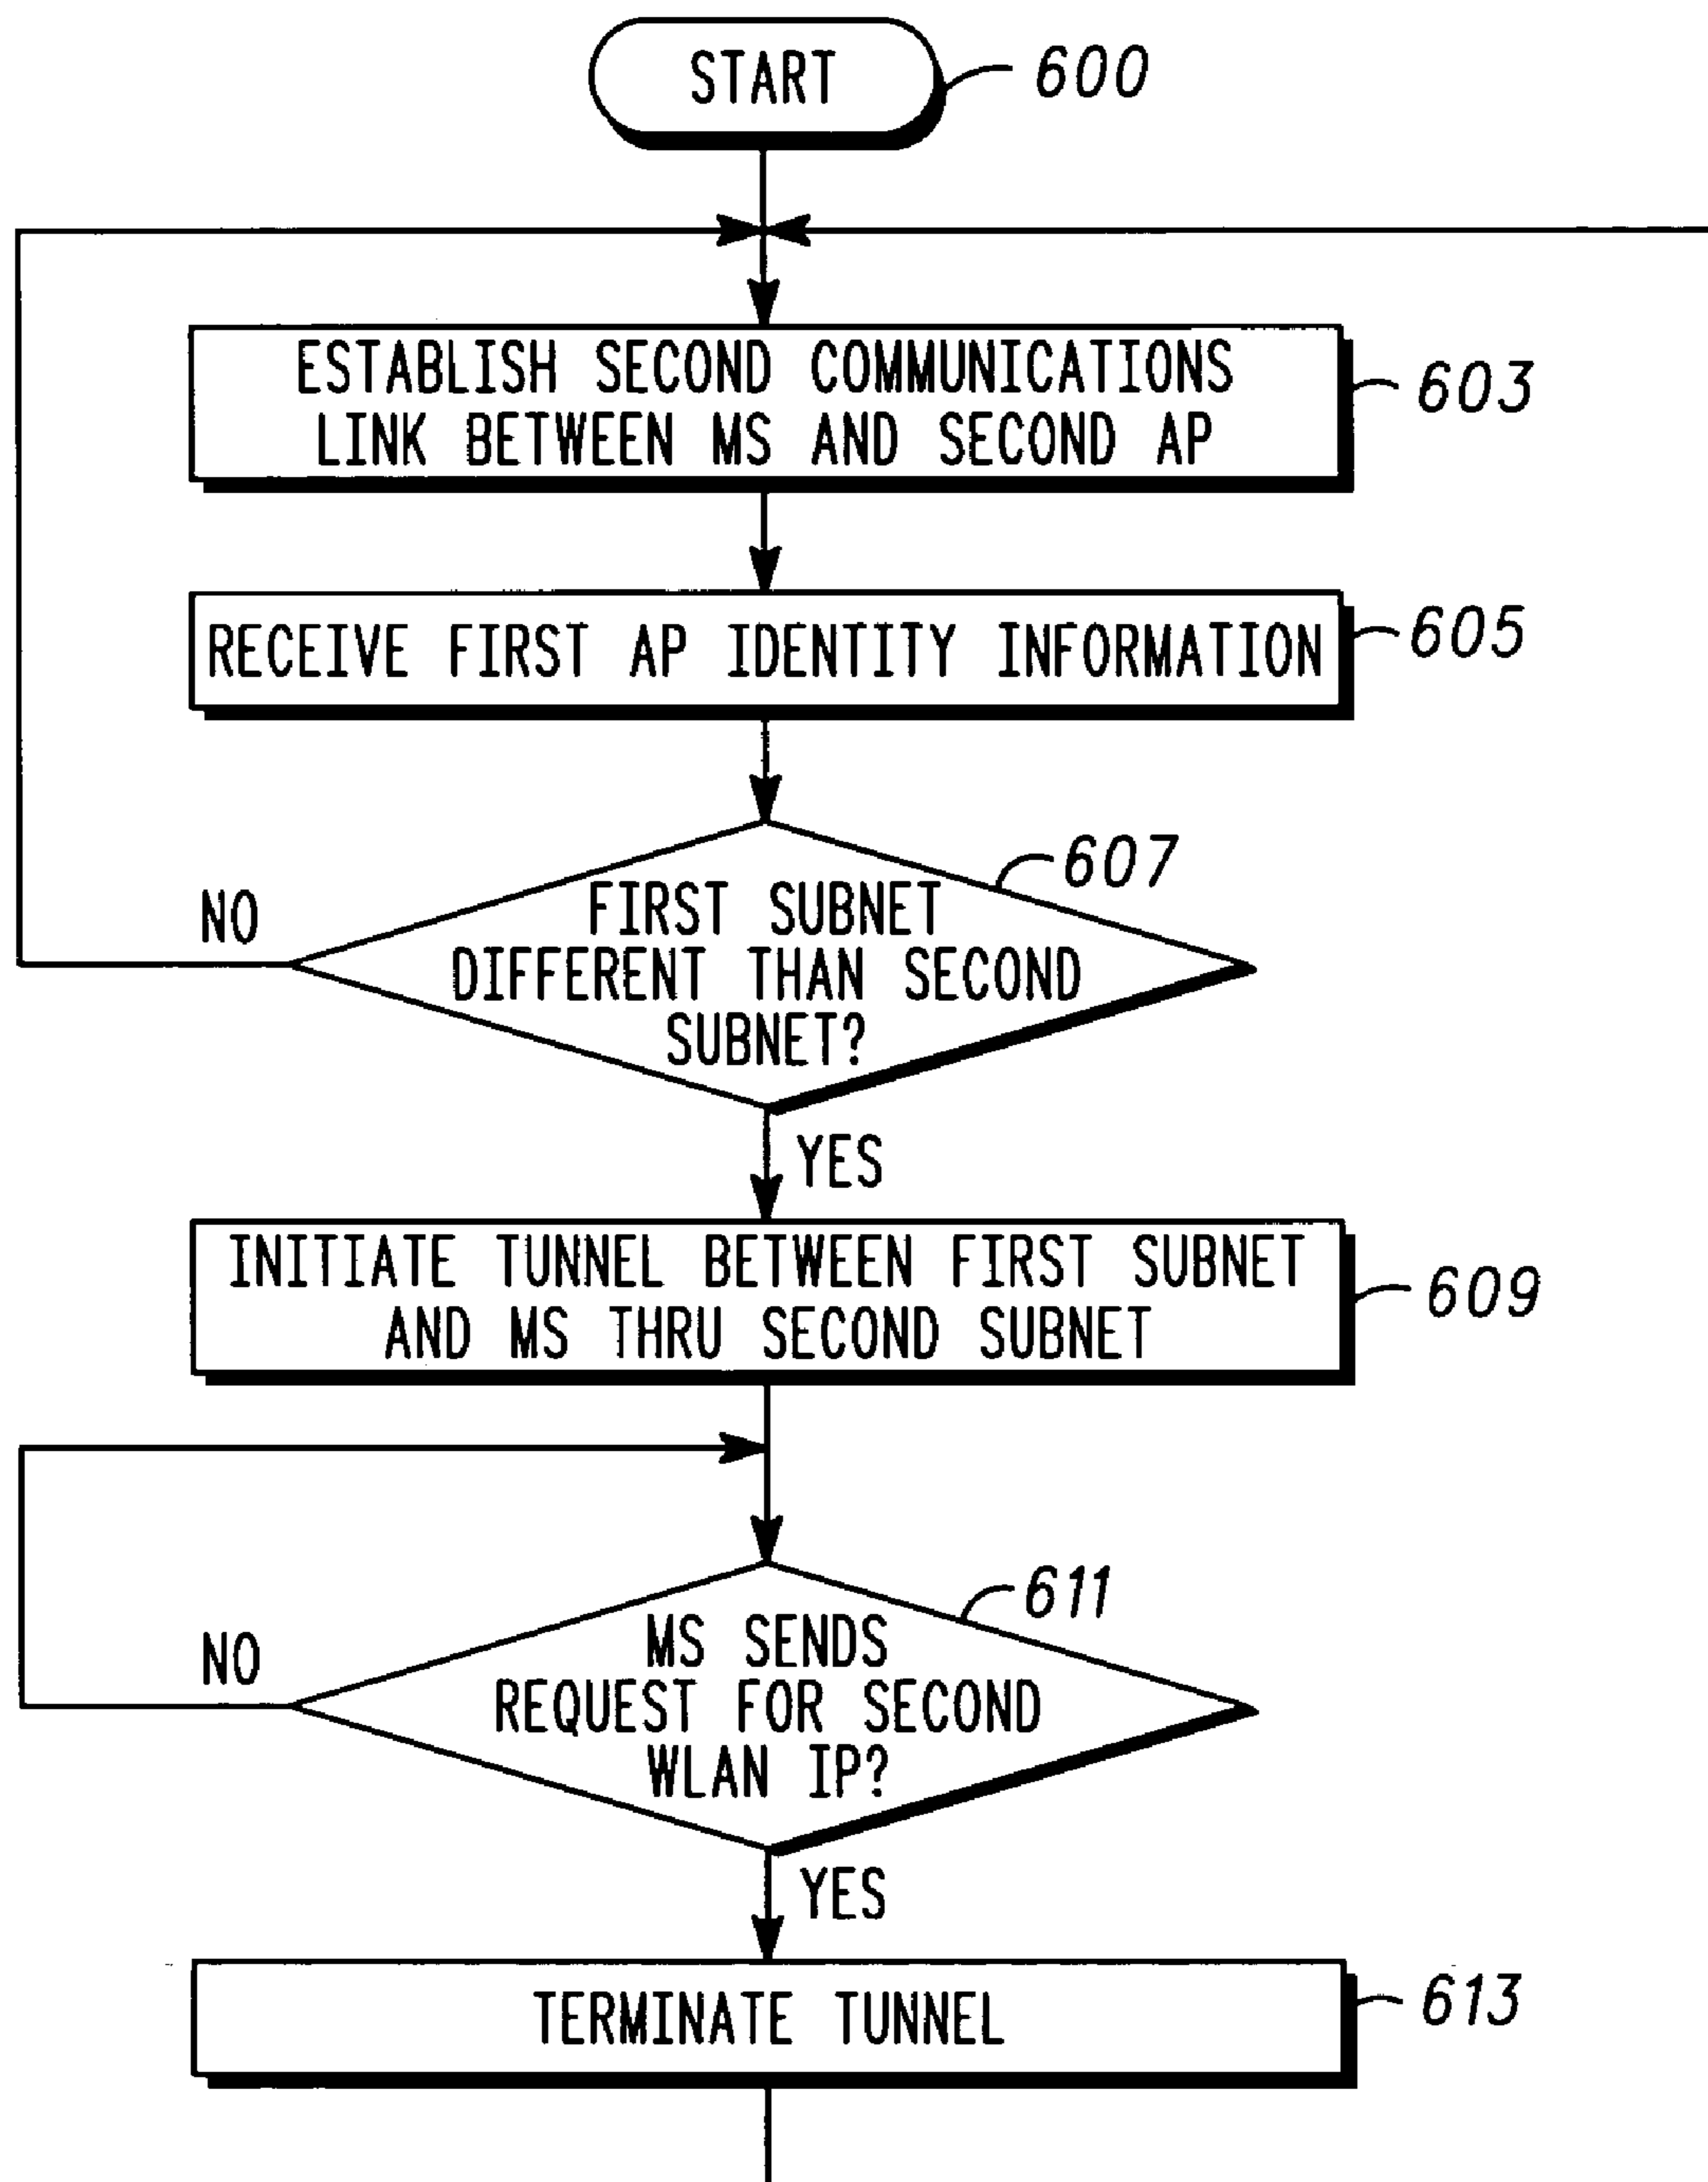 START
600
ESTABLISH SECOND COMMUNICATIONS
LINK BETWEEN MS AND SECOND AP
603
RECEIVE FIRST AP IDENTITY INFORMATION
605
607
FIRST SUBNET
DIFFERENT THAN SECOND
SUBNET?
NO
YES
INITIATE TUNNEL BETWEEN FIRST SUBNET
AND MS THRU SECOND SUBNET
609
611
MS SENDS
REQUEST FOR SECOND
WLAN IP?
NO
YES
TERMINATE TUNNEL
613